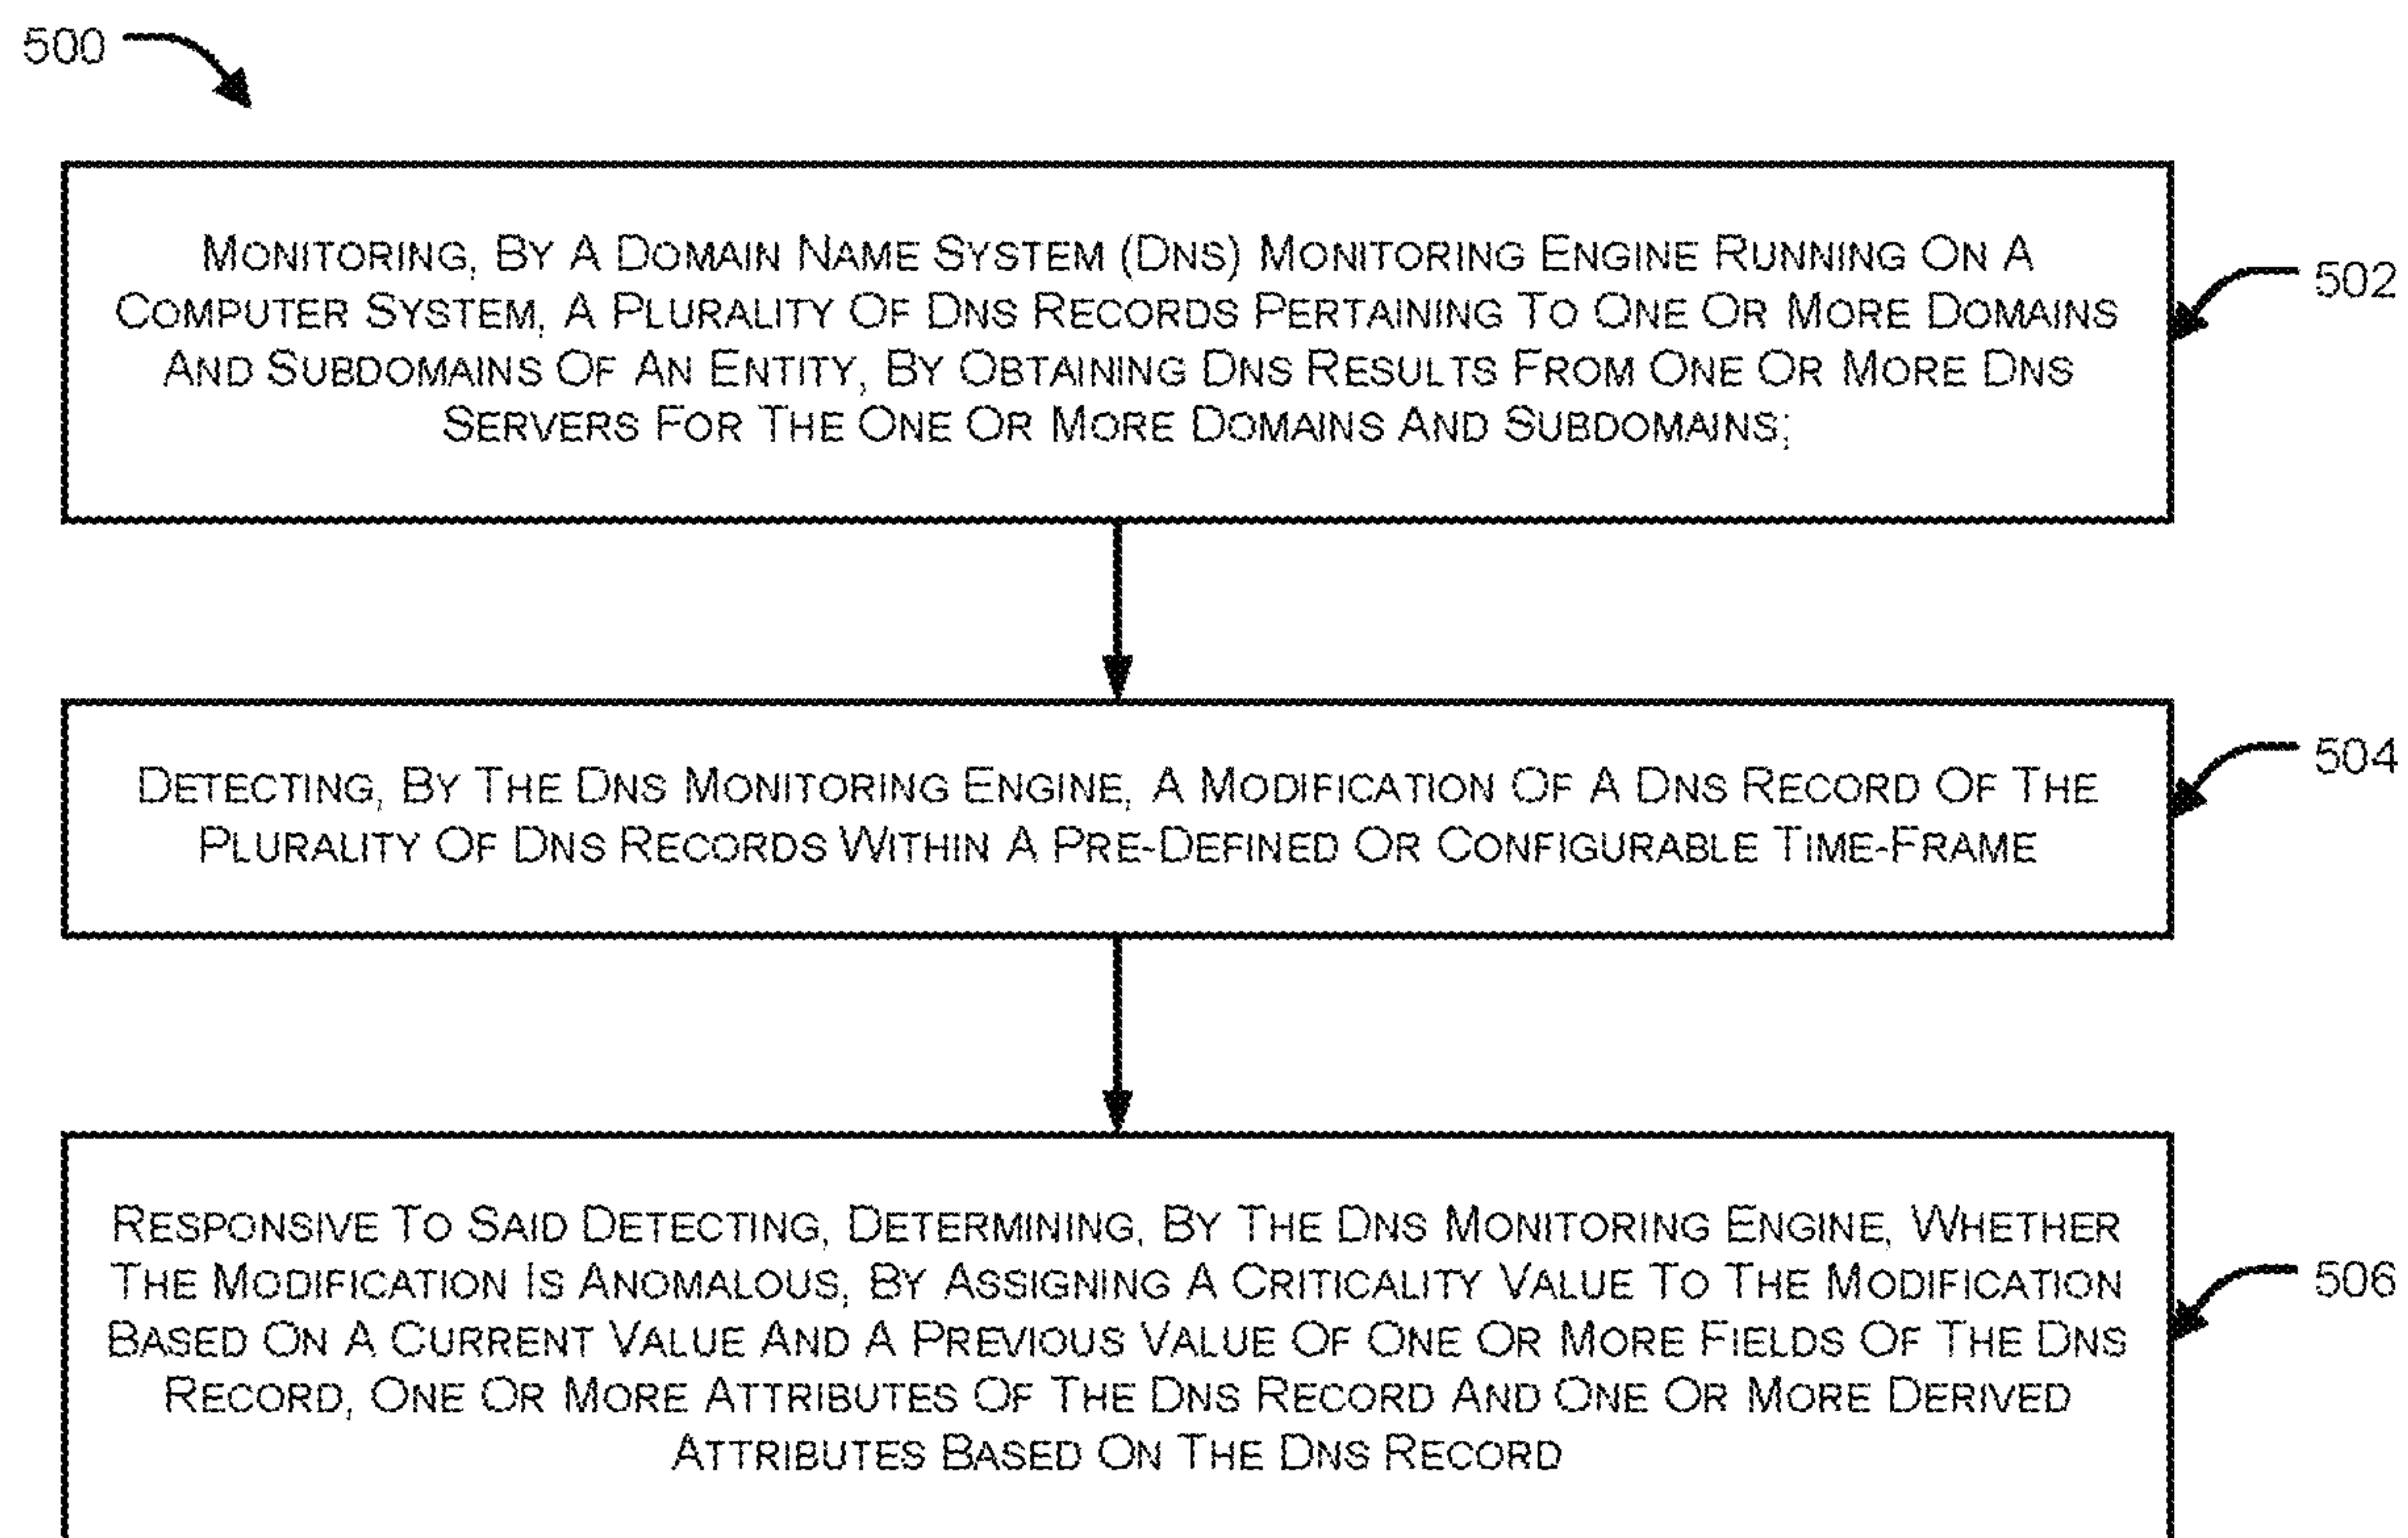 500
MONITORING, BY A DOMAIN NAME SYSTEM (DNS) MONITORING ENGINE RUNNING ON A
COMPUTER SYSTEM, A PLURALITY OF DNS RECORDS PERTAINING TO ONE OR MORE DOMAINS
AND SUBDOMAINS OF AN ENTITY, BY OBTAINING DNS RESULTS FROM ONE OR MORE DNS
SERVERS FOR THE ONE OR MORE DOMAINS AND SUBDOMAINS;
502
DETECTING, BY THE DNS MONITORING ENGINE, A MODIFICATION OF A DNS RECORD OF THE
PLURALITY OF DNS RECORDS WITHIN A PRE-DEFINED OR CONFIGURABLE TIME-FRAME
504
RESPONSIVE TO SAID DETECTING, DETERMINING, BY THE DNS MONITORING ENGINE, WHETHER
THE MODIFICATION IS ANOMALOUS, BY ASSIGNING A CRITICALITY VALUE TO THE MODIFICATION
BASED ON A CURRENT VALUE AND A PREVIOUS VALUE OF ONE OR MORE FIELDS OF THE DNS
RECORD, ONE OR MORE ATTRIBUTES OF THE DNS RECORD AND ONE OR MORE DERIVED
ATTRIBUTES BASED ON THE DNS RECORD
506